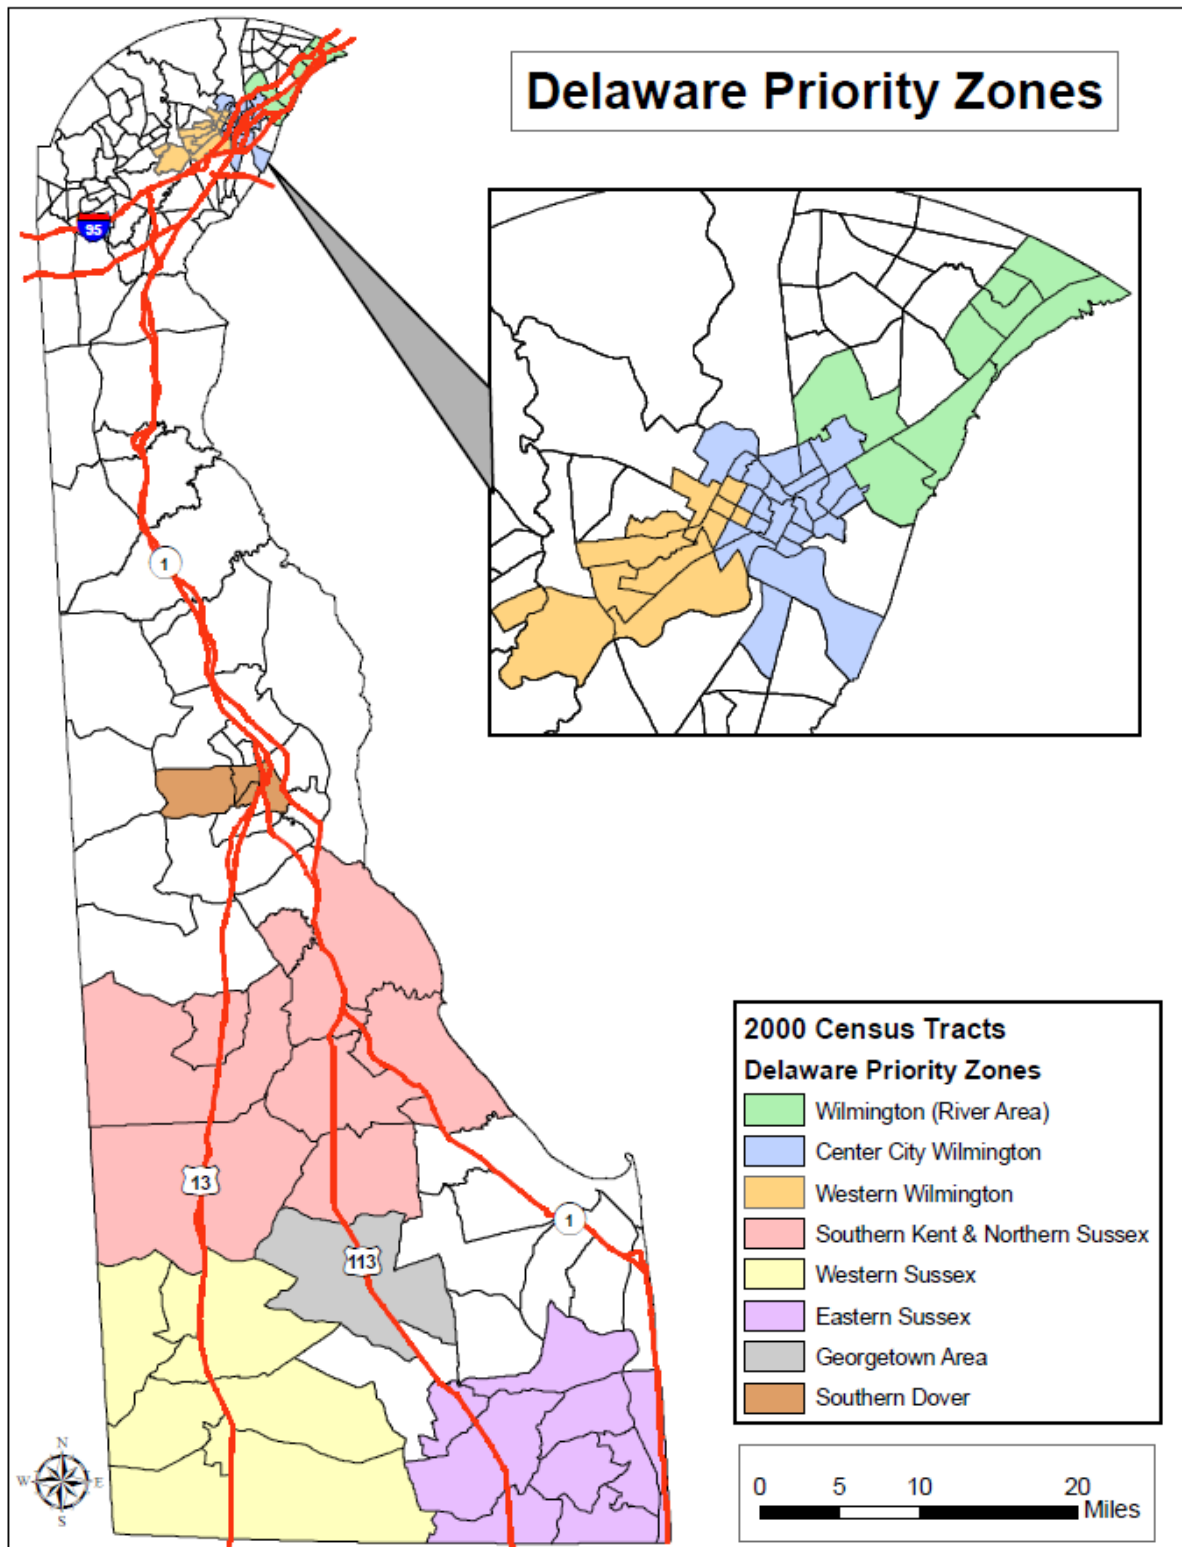 Delaware Priority Zones
95
1
13
113
1
2000 Census Tracts
Delaware Priority Zones
Wilmington (River Area)
Center City Wilmington
Western Wilmington
Southern Kent & Northern Sussex
Western Sussex
Eastern Sussex
Georgetown Area
Southern Dover
N
W E
S
0 5 10 20
Miles